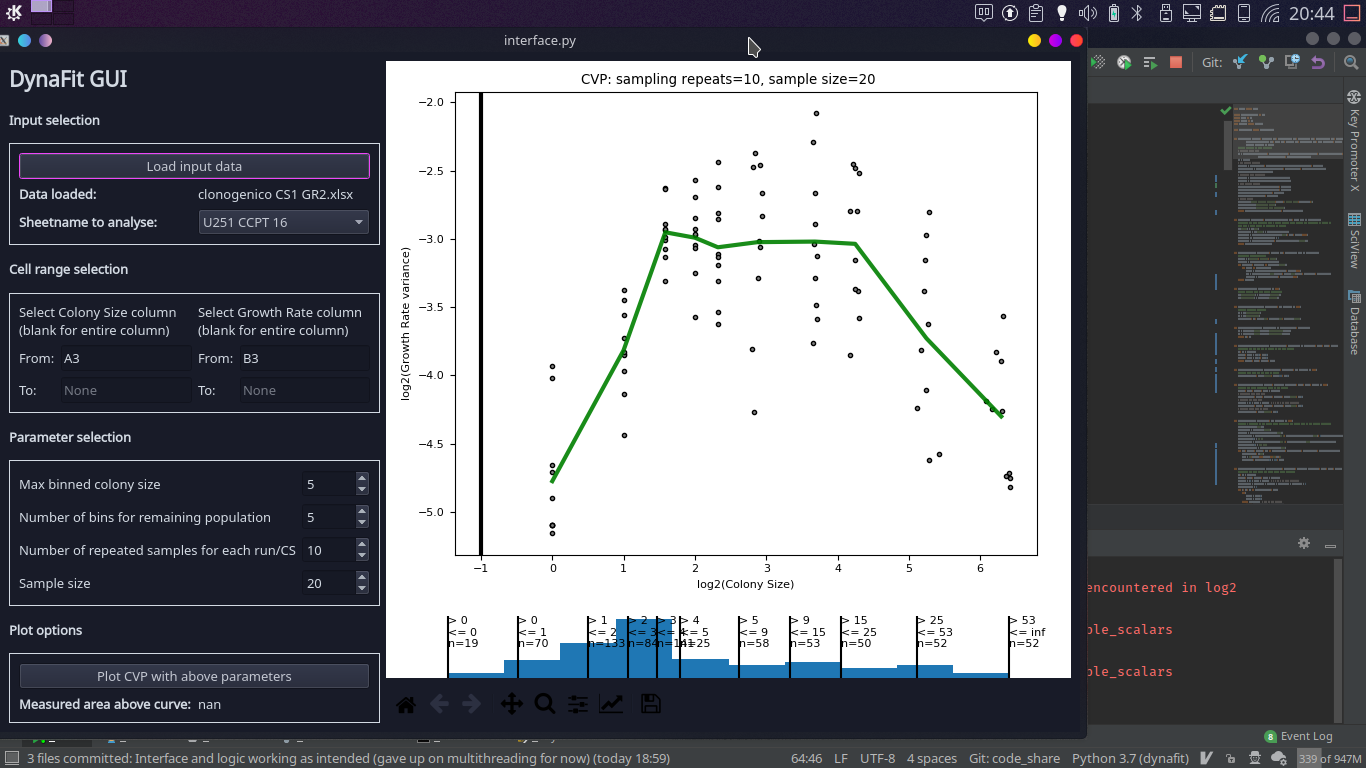 20:44
interface.py
DynaFit GUI
Input selection
Load input data
Data loaded: clonogenico CS1 GR2.xlsx
Sheetname to analyse: U251 CCPT 16
Cell range selection
Select Colony Size column
(blank for entire column)
From: A3
To: None
Select Growth Rate column
(blank for entire column)
From: B3
To: None
Parameter selection
Max binned colony size 5
Number of bins for remaining population 5
Number of repeated samples for each run/CS 10
Sample size 20
Plot options
Plot CVP with above parameters
Measured area above curve: nan
CVP: sampling repeats=10, sample size=20
log2(Growth Rate variance)
−2.0
−2.5
−3.0
−3.5
−4.0
−4.5
−5.0
−1 0 1 2 3 4 5 6
log2(Colony Size)
> 0
<= 0
n=19
> 0
<= 1
n=70
> 1
<= 2
n=133
> 2
<= 3
n=84
> 3
> 4
<= 5
> 5
<= 9
n=58
> 9
<= 15
n=53
> 15
<= 25
n=50
> 25
<= 53
n=52
> 53
<= inf
n=52
Git:
Key Promoter X
SciView
Database
encountered in log2
ble_scalars
ble_scalars
8 Event Log
3 files committed: Interface and logic working as intended (gave up on multithreading for now) (today 18:59)
64:46 LF UTF-8 4 spaces Git: code_share Python 3.7 (dynafit) 339 of 947M